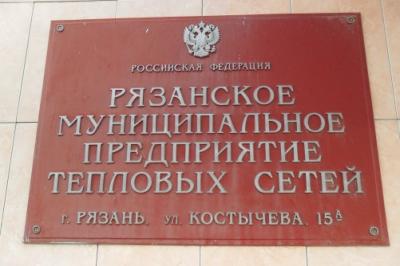 РОССИЙСКАЯ ФЕДЕРАЦИЯ
РЯЗАНСКОЕ
МУНИЦИПАЛЬНОЕ
ПРЕДПРИЯТИЕ
ТЕПЛОВЫХ СЕТЕЙ
г. РЯЗАНЬ. ул. КОСТЫЧЕВА. 15А